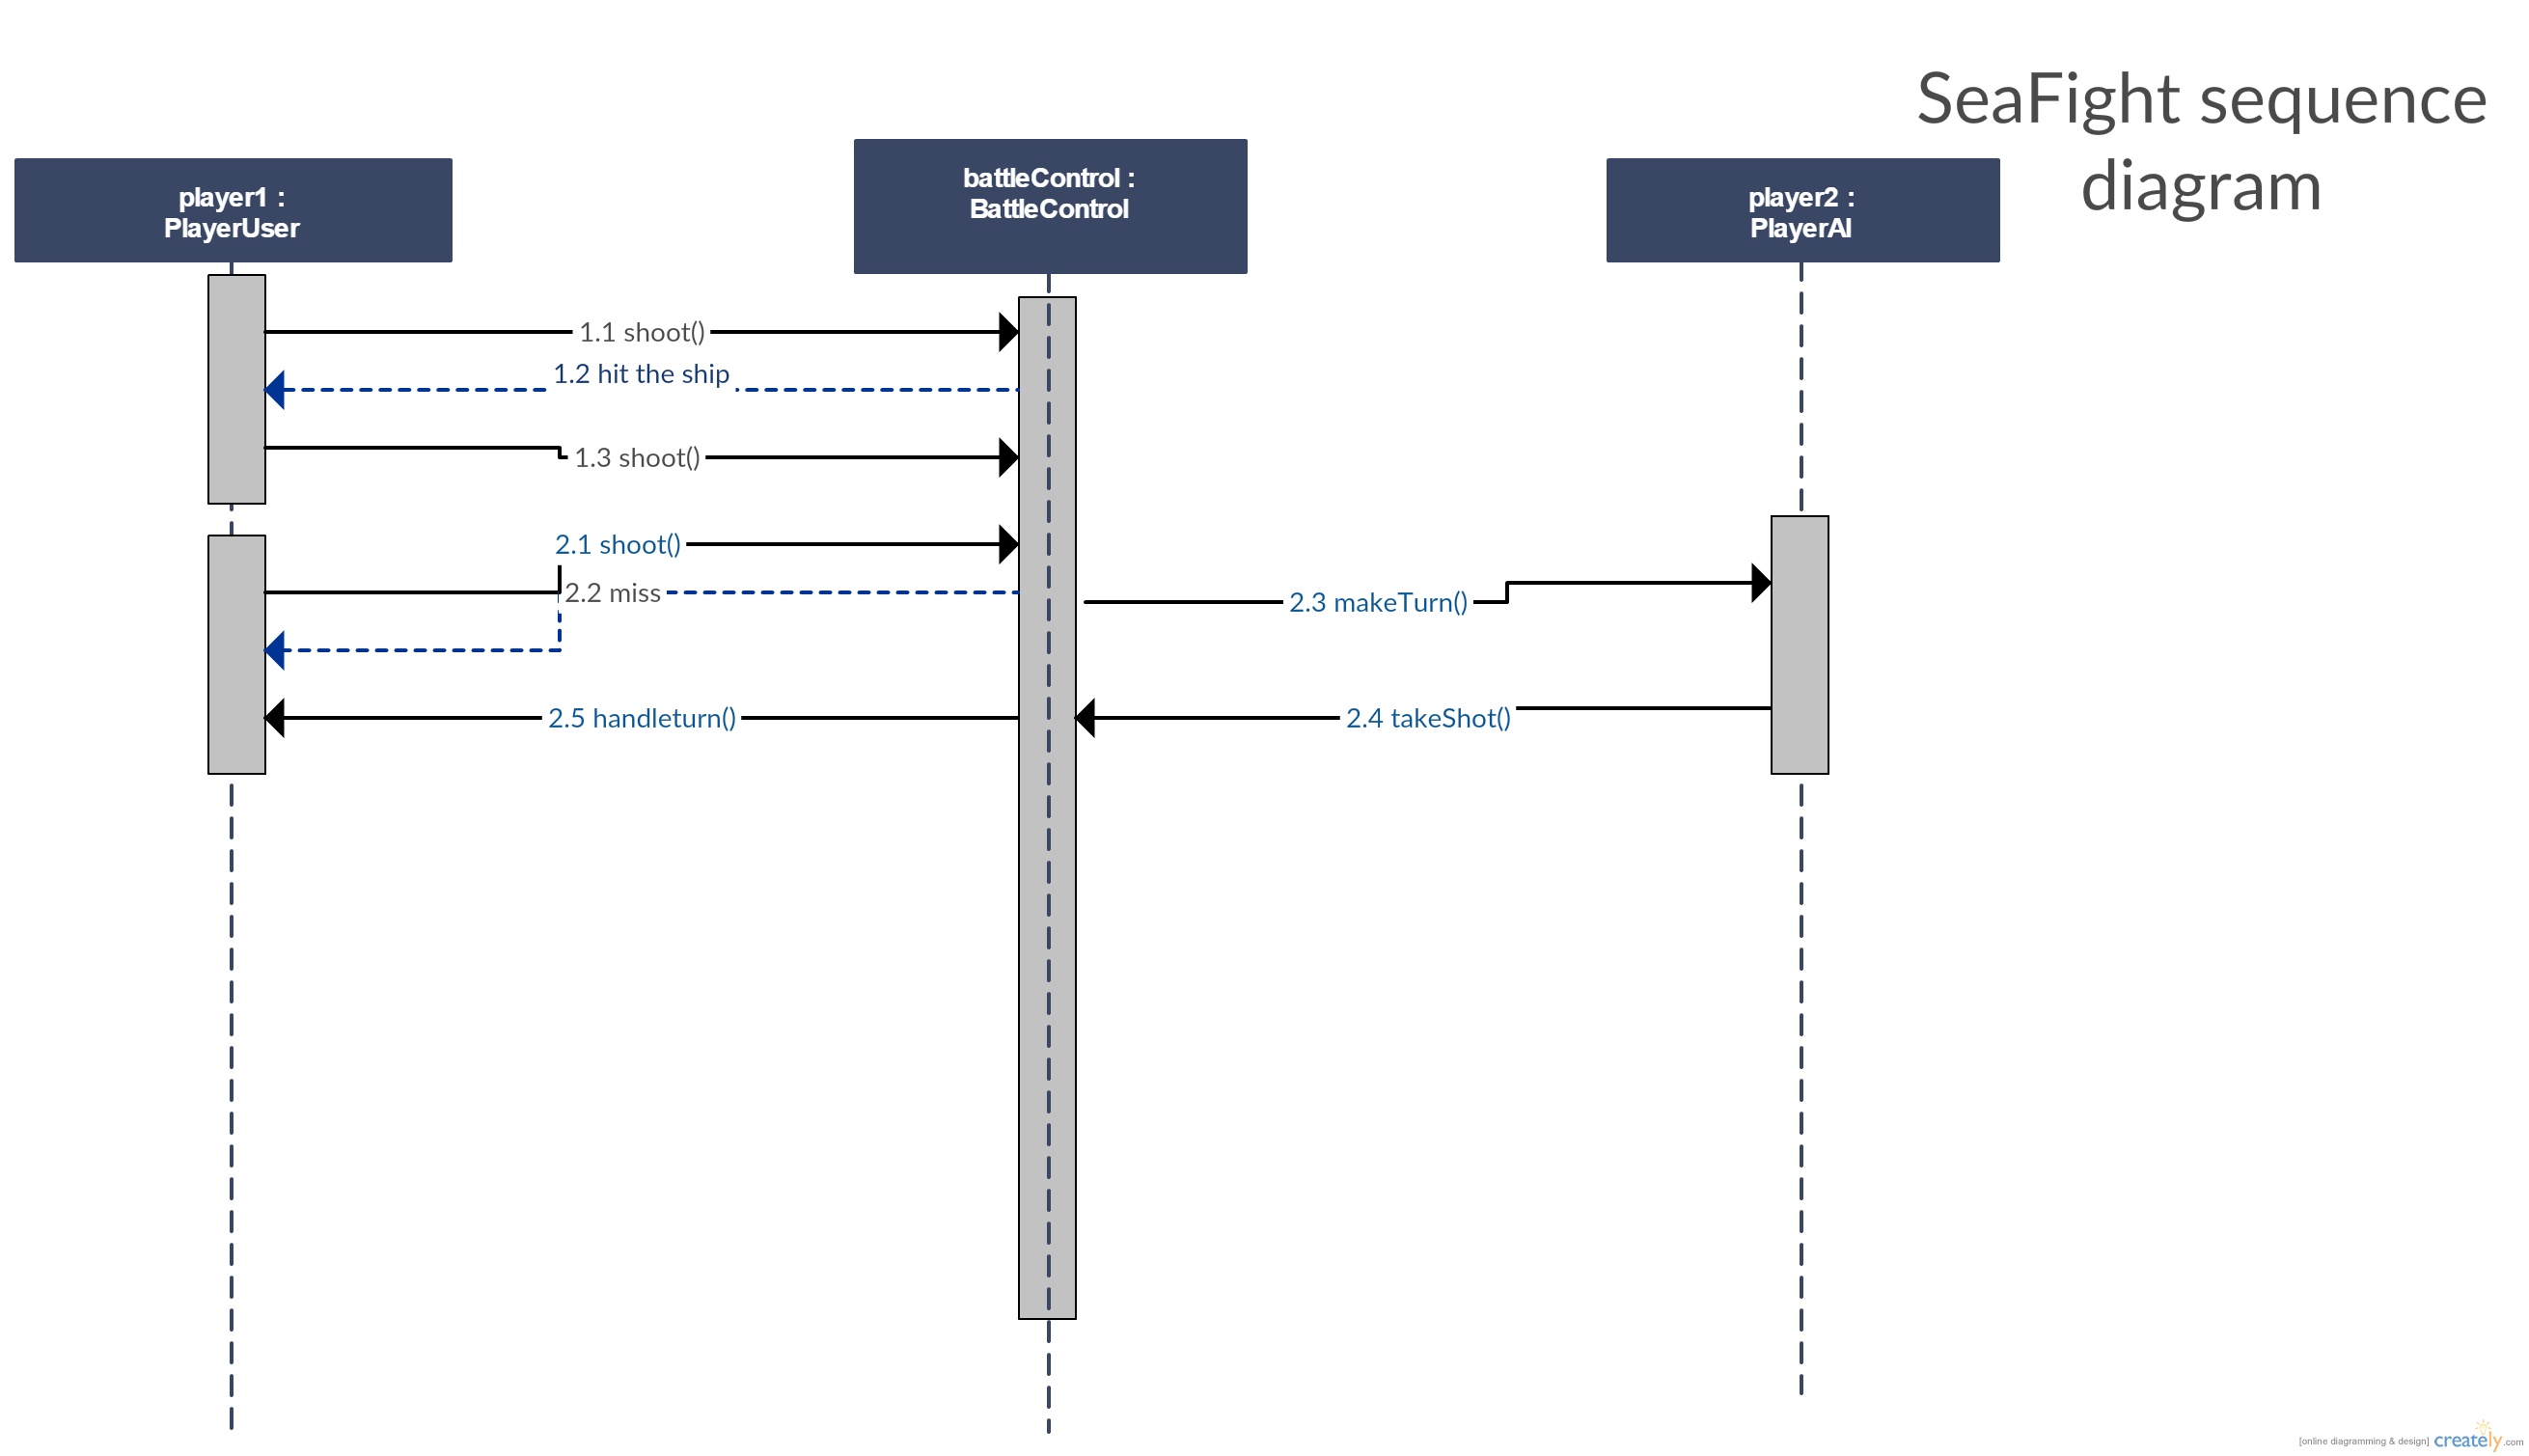 SeaFight sequence
diagram
player1 :
PlayerUser
battleControl :
BattleControl
player2 :
PlayerAI
1.1 shoot()
1.2 hit the ship
1.3 shoot()
2.1 shoot()
2.2 miss
2.3 makeTurn()
2.5 handleturn()
2.4 takeShot()
[online diagramming & design] creately.com